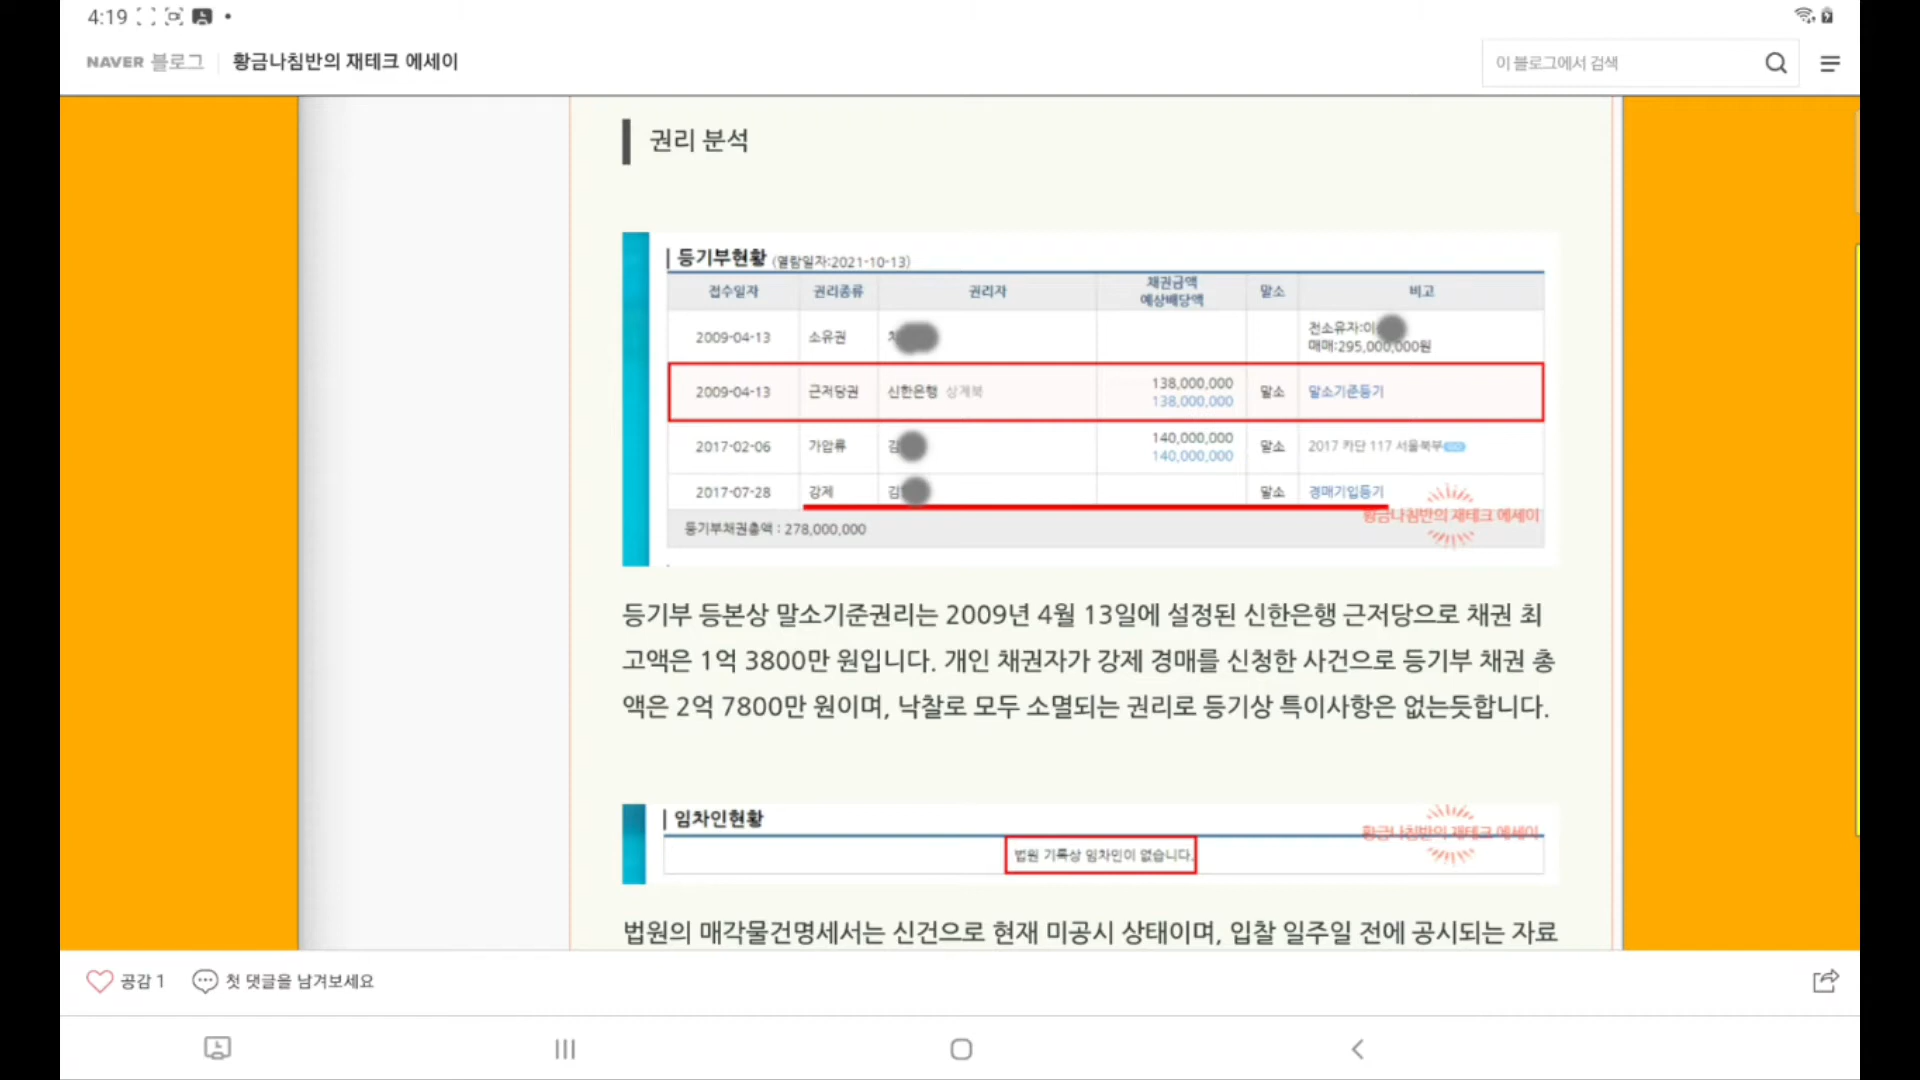 4:19
NAVER 블로그 황금나침반의 재테크 에세이
이 블로그에서 검색
권리 분석
등기부현황 (열람일자:2021-10-13)
접수일자 권리종류 권리자 채권금액 예상배당액 말소 비고
2009-04-13 소유권 전소유자:이
매매:295,000,000원
2009-04-13 근저당권 신한은행 상계북 138,000,000 138,000,000 말소 말소기준등기
2017-02-06 가압류 김 140,000,000 140,000,000 말소 2017 카단 117 서울북부
2017-07-28 강제 김 말소 경매기입등기
황금나침반의 재테크 에세이
등기부채권총액 : 278,000,000
등기부 등본상 말소기준권리는 2009년 4월 13일에 설정된 신한은행 근저당으로 채권 최
고액은 1억 3800만 원입니다. 개인 채권자가 강제 경매를 신청한 사건으로 등기부 채권 총
액은 2억 7800만 원이며, 낙찰로 모두 소멸되는 권리로 등기상 특이사항은 없는듯합니다.
임차인현황
황금나침반의 재테크 에세이
법원 기록상 임차인이 없습니다.
법원의 매각물건명세서는 신건으로 현재 미공시 상태이며, 입찰 일주일 전에 공시되는 자료
공감 1 첫 댓글을 남겨보세요